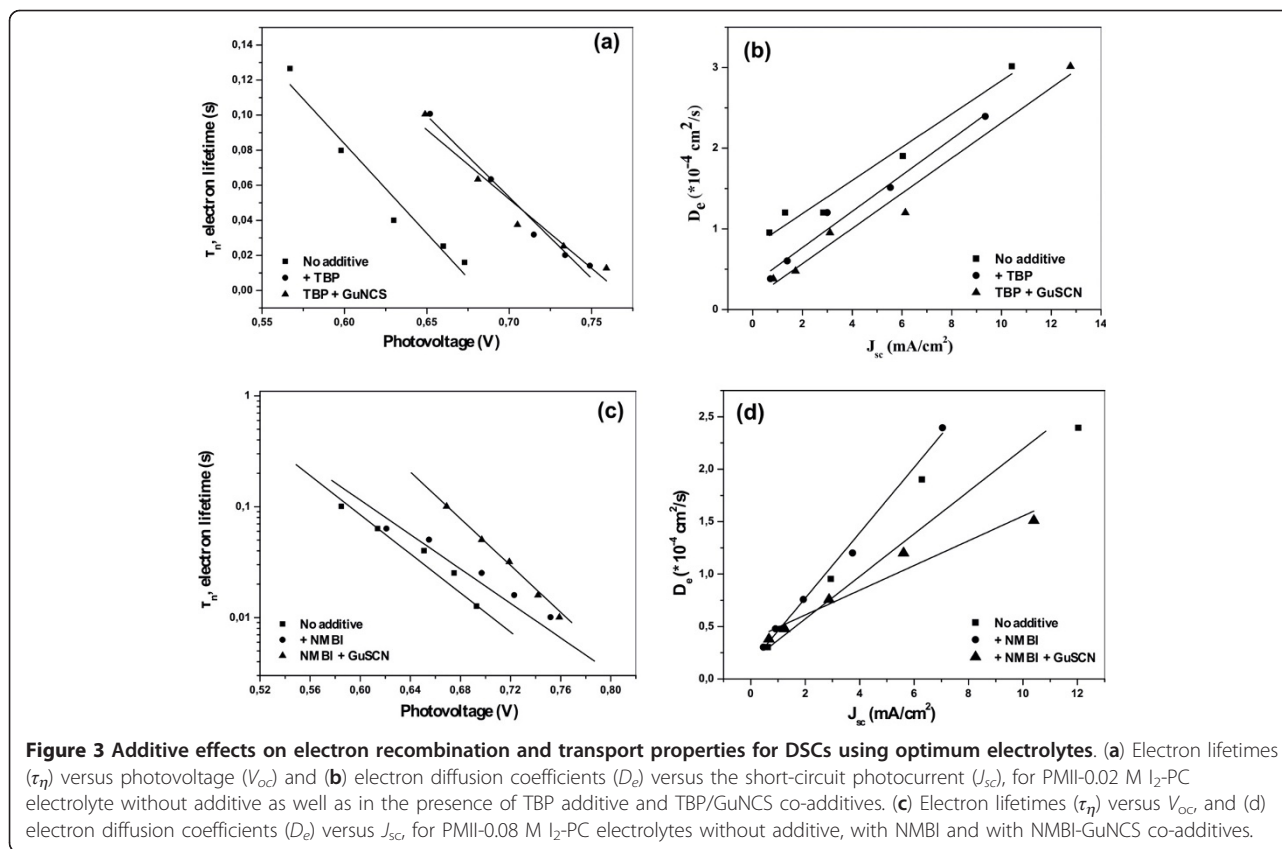 (a)
0,14
0,12
0,10
0,08
0,06
0,04
0,02
0,00
τn, electron lifetime (s)
No additive
+ TBP
TBP + GuNCS
0,55 0,60 0,65 0,70 0,75
Photovoltage (V)
(b)
3
2
1
0
De (*10-4 cm2/s)
No additive
+ TBP
TBP + GuSCN
0 2 4 6 8 10 12 14
Jsc (mA/cm2)
(c)
1
0,1
0,01
τn, electron lifetime (s)
No additive
+ NMBI
NMBI + GuSCN
0,52 0,56 0,60 0,64 0,68 0,72 0,76 0,80
Photovoltage (V)
(d)
2,5
2,0
1,5
1,0
0,5
0,0
De (* 10-4 cm2/s)
No additive
+ NMBI
+ NMBI + GuSCN
0 2 4 6 8 10 12
Jsc (mA/cm2)
Figure 3 Additive effects on electron recombination and transport properties for DSCs using optimum electrolytes. (a) Electron lifetimes
(τη) versus photovoltage (Voc) and (b) electron diffusion coefficients (De) versus the short-circuit photocurrent (Jsc), for PMII-0.02 M I2-PC
electrolyte without additive as well as in the presence of TBP additive and TBP/GuNCS co-additives. (c) Electron lifetimes (τη) versus Voc, and (d)
electron diffusion coefficients (De) versus Jsc, for PMII-0.08 M I2-PC electrolytes without additive, with NMBI and with NMBI-GuNCS co-additives.